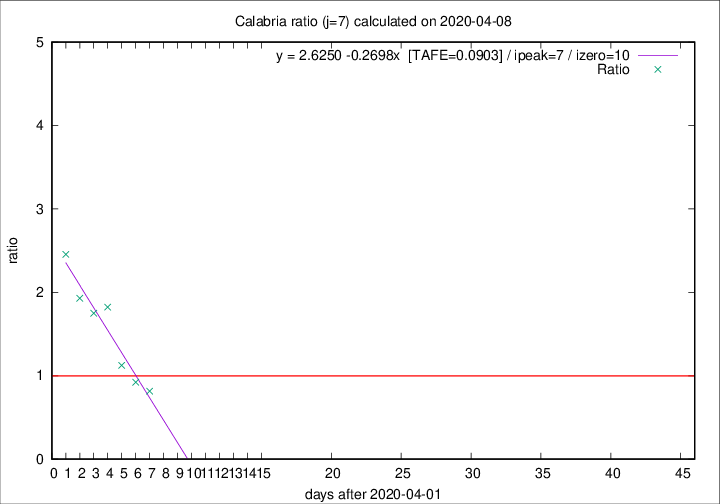 Calabria ratio (j=7) calculated on 2020-04-08
y = 2.6250 -0.2698x [TAFE=0.0903] / ipeak=7 / izero=10
Ratio
5
4
3
2
1
0
ratio
0 1 2 3 4 5 6 7 8 9 10 11 12 13 14 15 20 25 30 35 40 45
days after 2020-04-01